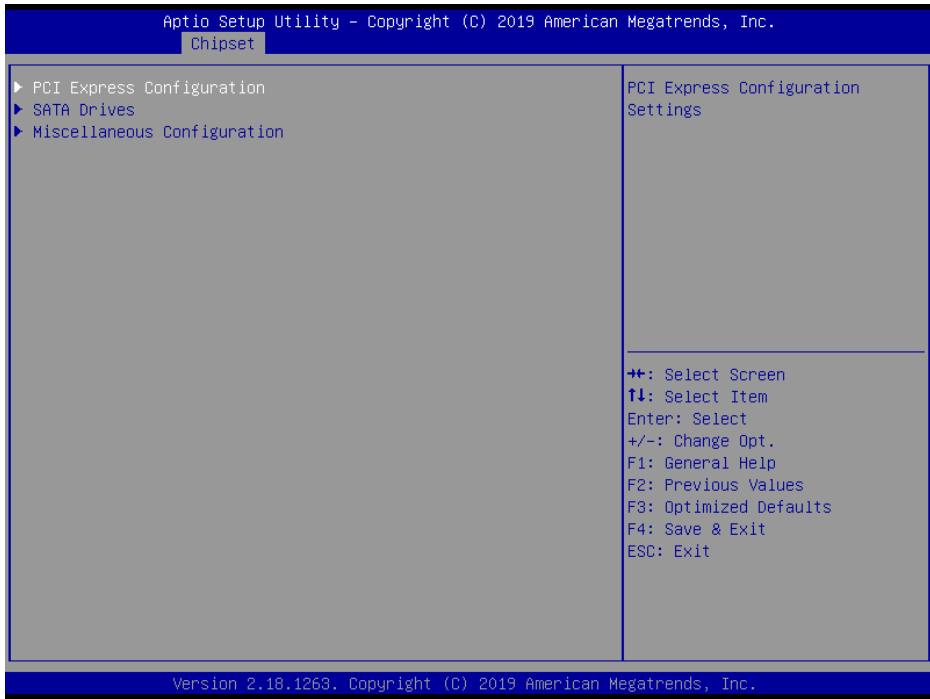 Aptio Setup Utility – Copyright (C) 2019 American Megatrends, Inc.
Chipset
▶ PCI Express Configuration
▶ SATA Drives
▶ Miscellaneous Configuration
PCI Express Configuration
Settings
→←: Select Screen
↑↓: Select Item
Enter: Select
+/-: Change Opt.
F1: General Help
F2: Previous Values
F3: Optimized Defaults
F4: Save & Exit
ESC: Exit
Version 2.18.1263. Copyright (C) 2019 American Megatrends, Inc.